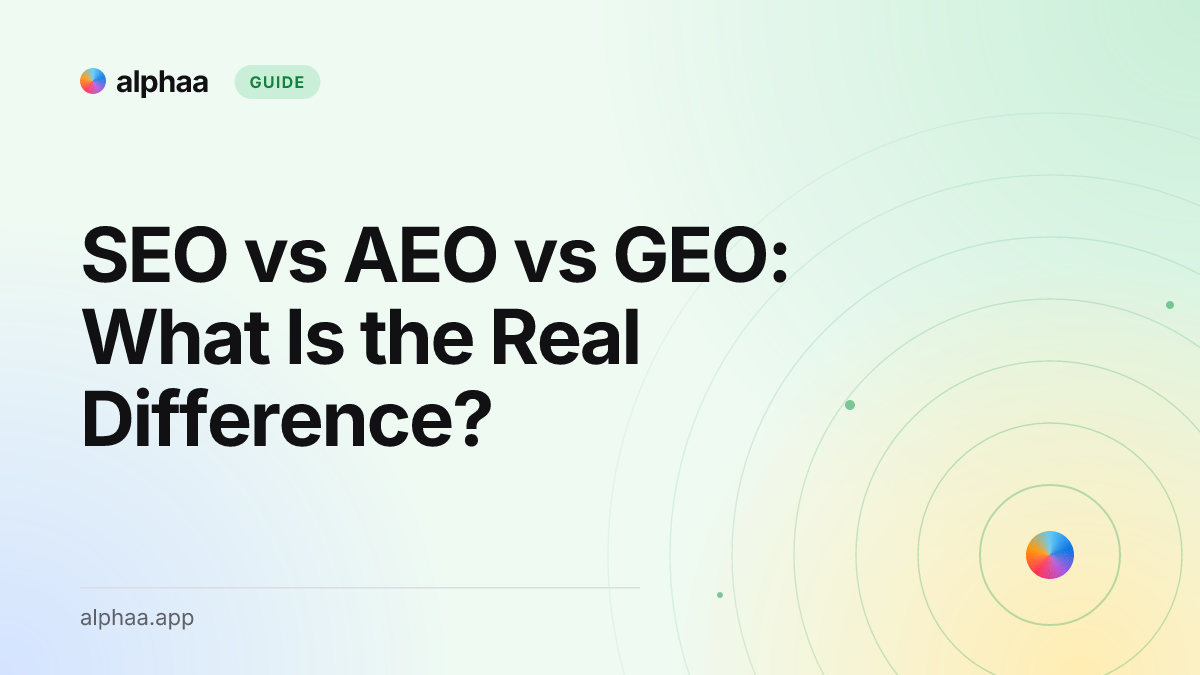 alphaa
GUIDE
SEO vs AEO vs GEO:
What Is the Real
Difference?
alphaa.app